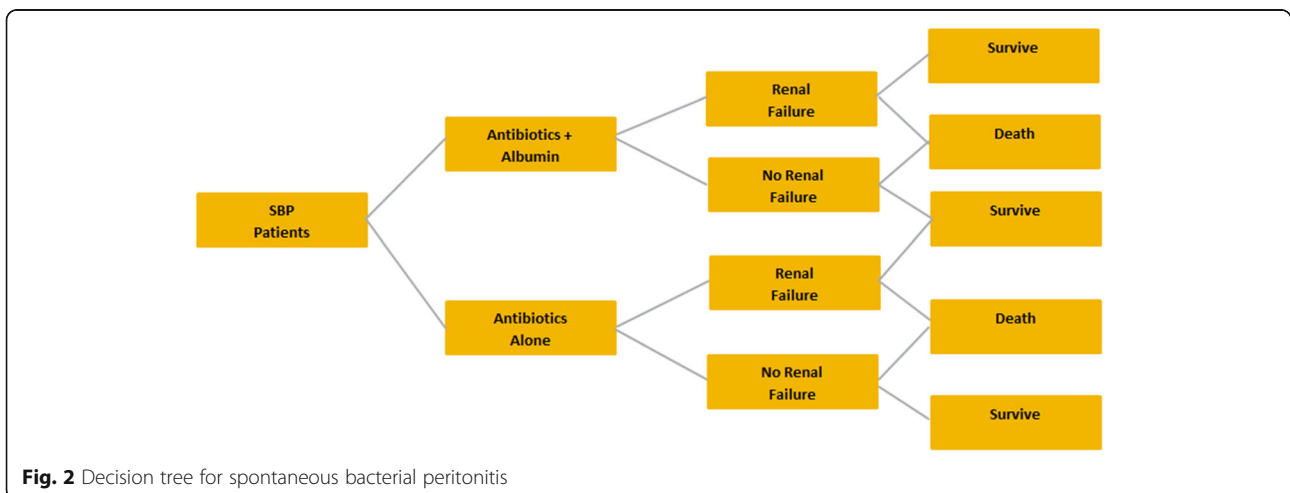 SBP
Patients
Antibiotics +
Albumin
Antibiotics
Alone
Renal
Failure
No Renal
Failure
Renal
Failure
No Renal
Failure
Survive
Death
Survive
Death
Survive
Fig. 2 Decision tree for spontaneous bacterial peritonitis